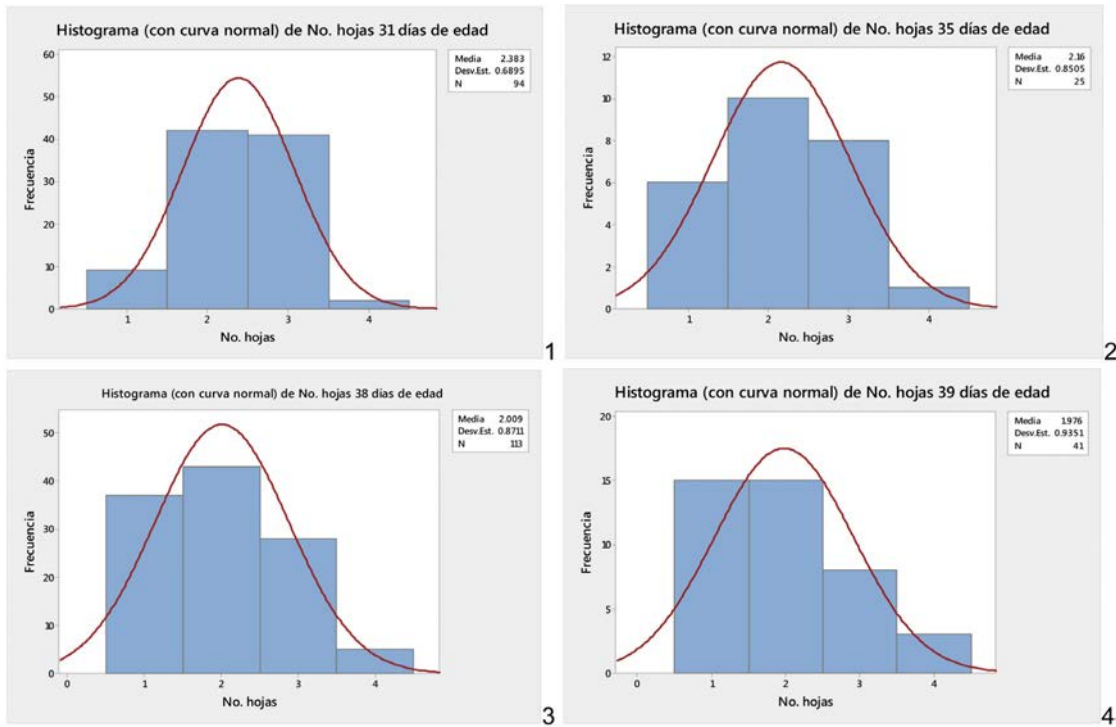 Histograma (con curva normal) de No. hojas 31 días de edad
Media 2.383
Desv.Est. 0.6895
N 94
Frecuencia
60
50
40
30
20
10
0
1 2 3 4
No. hojas
1
Histograma (con curva normal) de No. hojas 35 días de edad
Media 2.16
Desv.Est. 0.8505
N 25
Frecuencia
12
10
8
6
4
2
0
1 2 3 4
No. hojas
2
Histograma (con curva normal) de No. hojas 38 dias de edad
Media 2.009
Desv.Est. 0.8711
N 113
Frecuencia
50
40
30
20
10
0
0 1 2 3 4
No. hojas
3
Histograma (con curva normal) de No. hojas 39 días de edad
Media 1.976
Desv.Est. 0.9351
N 41
Frecuencia
20
15
10
5
0
0 1 2 3 4
No. hojas
4